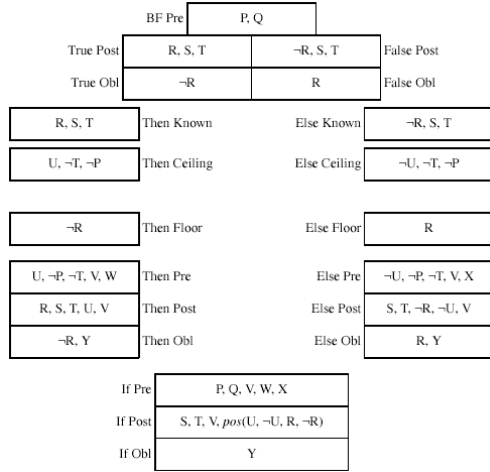 BF Pre P, Q
True Post R, S, T ¬R, S, T False Post
True Obl ¬R R False Obl
R, S, T Then Known Else Known ¬R, S, T
U, ¬T, ¬P Then Ceiling Else Ceiling ¬U, ¬T, ¬P
¬R Then Floor Else Floor R
U, ¬P, ¬T, V, W Then Pre Else Pre ¬U, ¬P, ¬T, V, X
R, S, T, U, V Then Post Else Post S, T, ¬R, ¬U, V
¬R, Y Then Obl Else Obl R, Y
If Pre P, Q, V, W, X
If Post S, T, V, pos(U, ¬U, R, ¬R)
If Obl Y